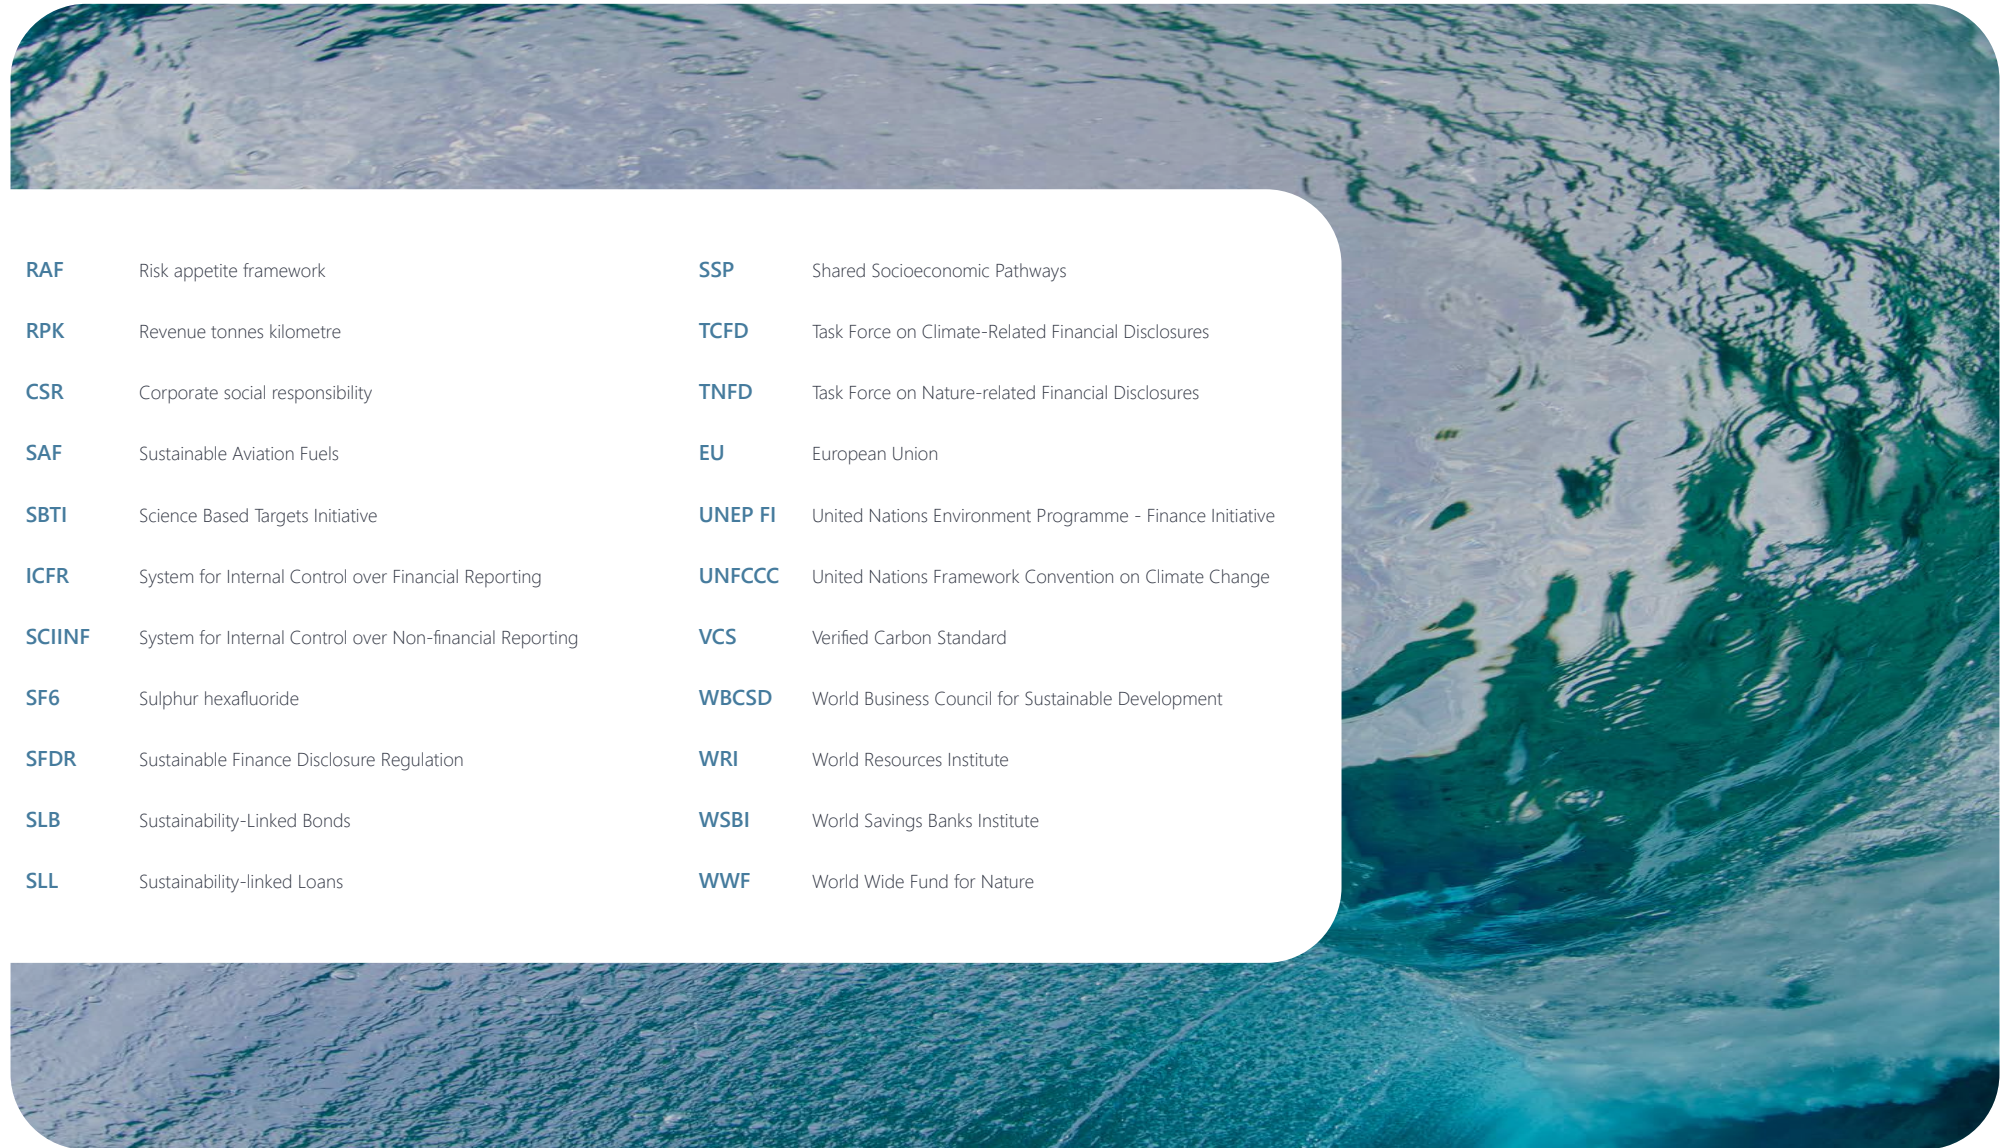 RAF Risk appetite framework
RPK Revenue tonnes kilometre
CSR Corporate social responsibility
SAF Sustainable Aviation Fuels
SBTI Science Based Targets Initiative
ICFR System for Internal Control over Financial Reporting
SCIINF System for Internal Control over Non-financial Reporting
SF6 Sulphur hexafluoride
SFDR Sustainable Finance Disclosure Regulation
SLB Sustainability-Linked Bonds
SLL Sustainability-linked Loans
SSP Shared Socioeconomic Pathways
TCFD Task Force on Climate-Related Financial Disclosures
TNFD Task Force on Nature-related Financial Disclosures
EU European Union
UNEP FI United Nations Environment Programme - Finance Initiative
UNFCCC United Nations Framework Convention on Climate Change
VCS Verified Carbon Standard
WBCSD World Business Council for Sustainable Development
WRI World Resources Institute
WSBI World Savings Banks Institute
WWF World Wide Fund for Nature